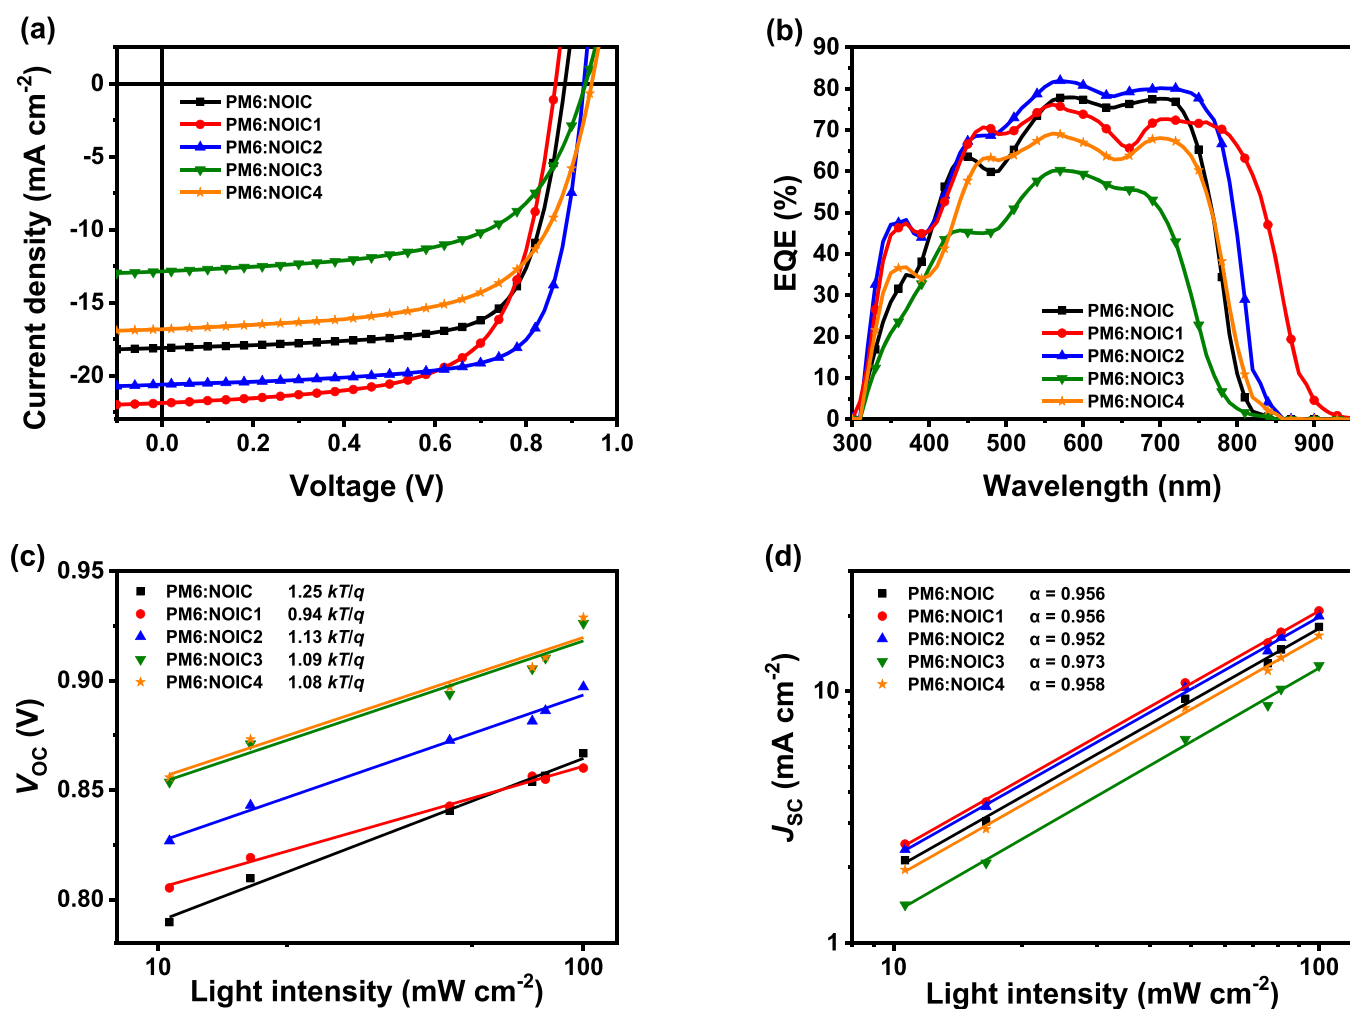 (a)
Current density (mA cm-2)
0
-5
-10
-15
-20
PM6:NOIC
PM6:NOIC1
PM6:NOIC2
PM6:NOIC3
PM6:NOIC4
0.0 0.2 0.4 0.6 0.8 1.0
Voltage (V)
(b)
EQE (%)
90
80
70
60
50
40
30
20
10
0
PM6:NOIC
PM6:NOIC1
PM6:NOIC2
PM6:NOIC3
PM6:NOIC4
300 400 500 600 700 800 900
Wavelength (nm)
(c)
VOC (V)
0.95
0.90
0.85
0.80
PM6:NOIC 1.25 kT/q
PM6:NOIC1 0.94 kT/q
PM6:NOIC2 1.13 kT/q
PM6:NOIC3 1.09 kT/q
PM6:NOIC4 1.08 kT/q
10 100
Light intensity (mW cm-2)
(d)
JSC (mA cm-2)
10
1
PM6:NOIC α = 0.956
PM6:NOIC1 α = 0.956
PM6:NOIC2 α = 0.952
PM6:NOIC3 α = 0.973
PM6:NOIC4 α = 0.958
10 100
Light intensity (mW cm-2)